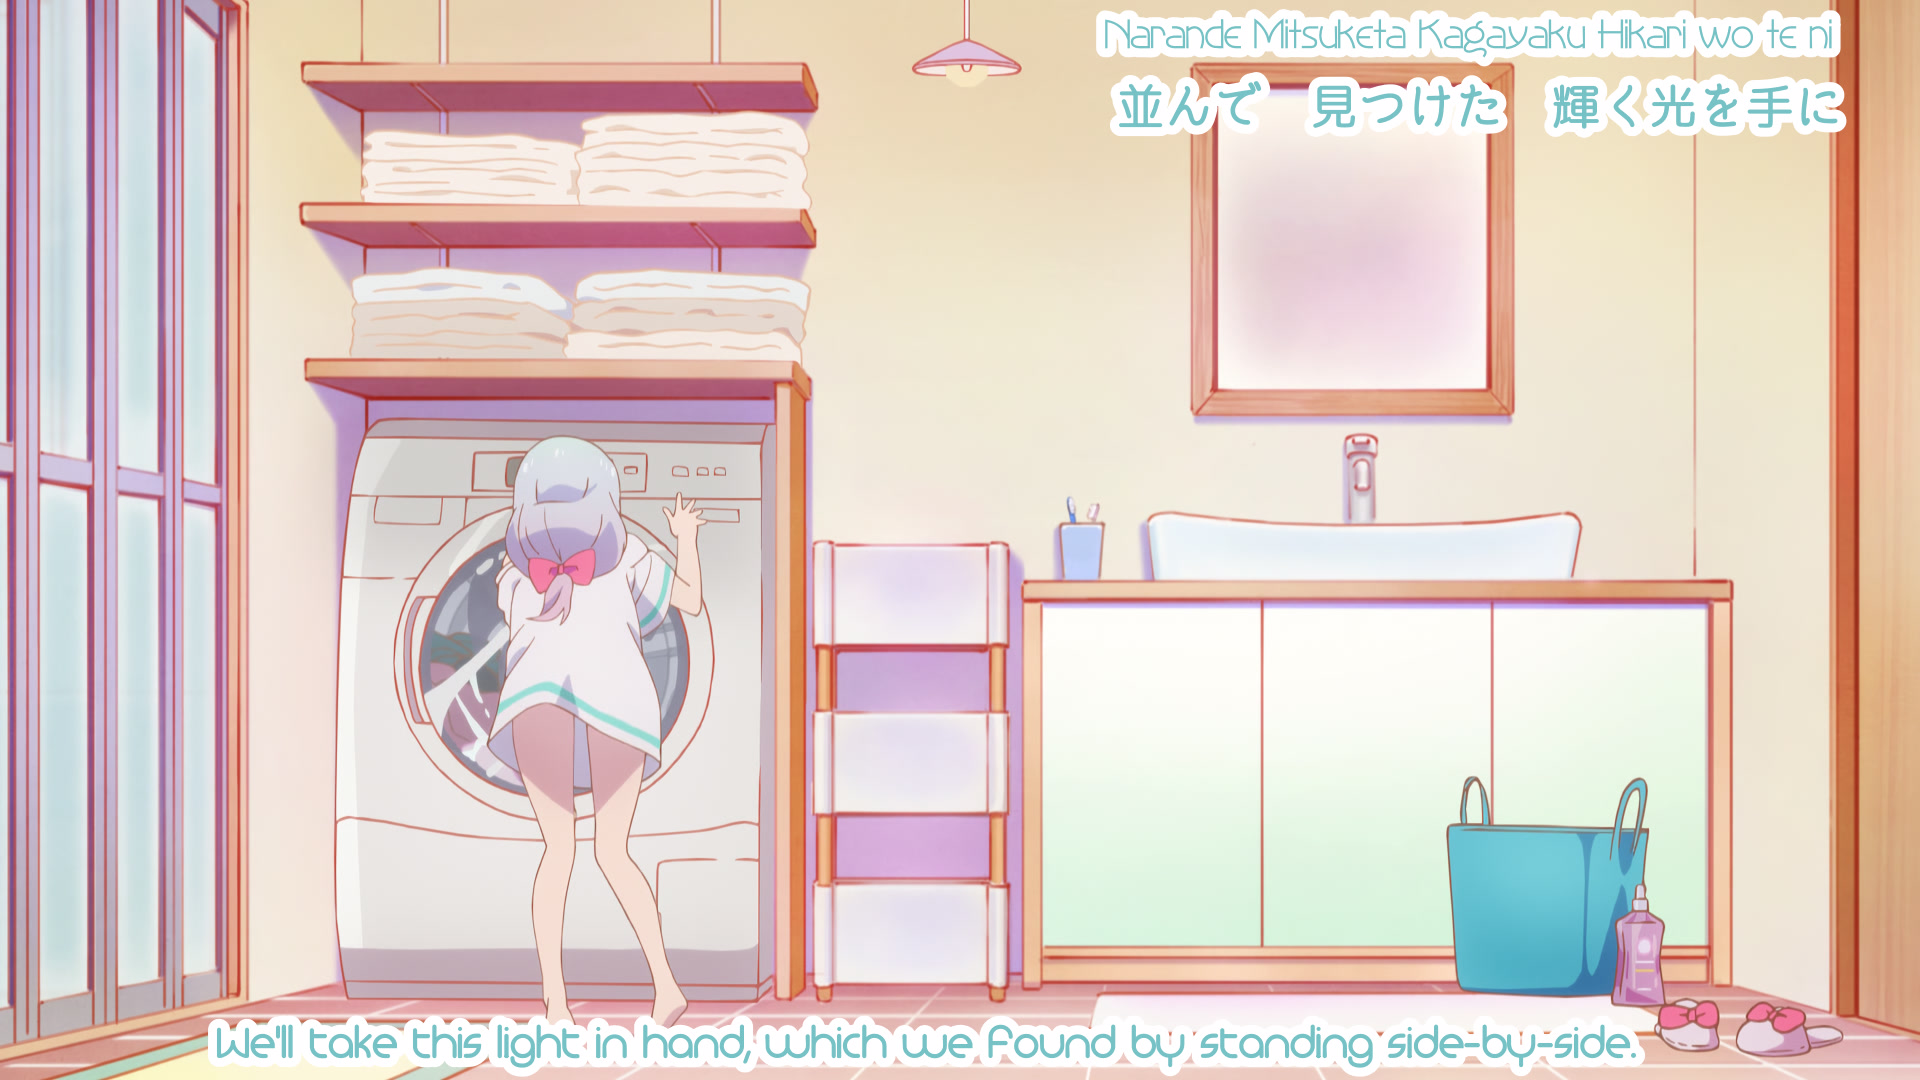 Narande Mitsuketa Kagayaku Hikari wo te ni
並んで　見つけた　輝く光を手に
We'll take this light in hand, which we found by standing side-by-side.